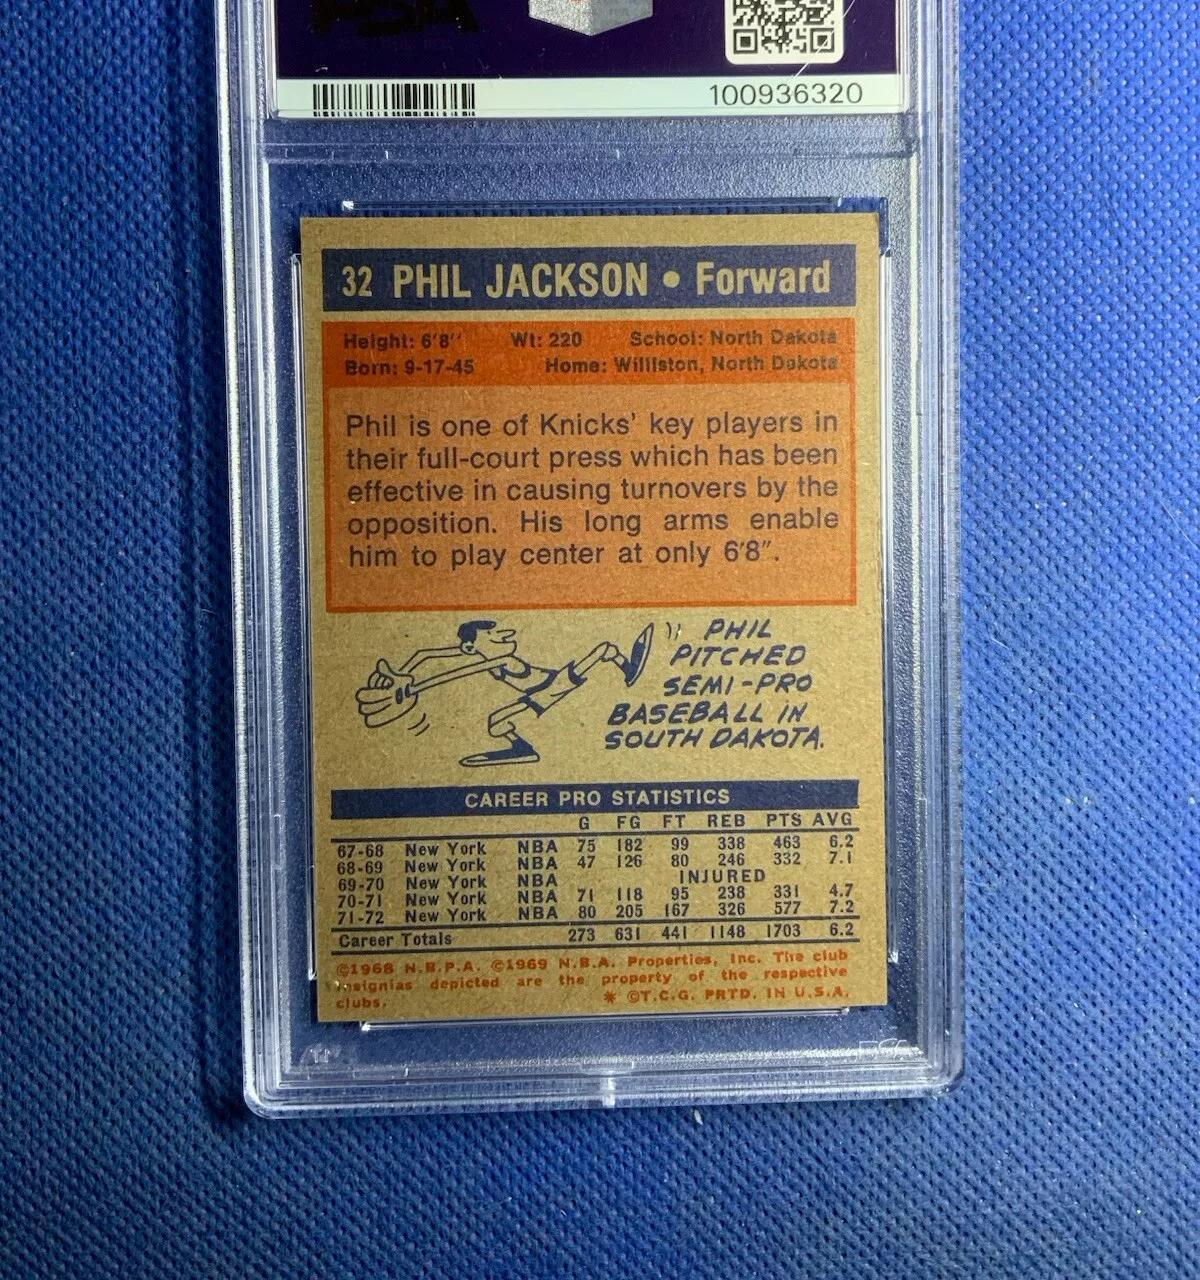 PSA
100936320
32 PHIL JACKSON • Forward
Height: 6'8" Wt: 220 School: North Dakota
Born: 9-17-45 Home: Williston, North Dakota
Phil is one of Knicks' key players in
their full-court press which has been
effective in causing turnovers by the
opposition. His long arms enable
him to play center at only 6'8".
PHIL
PITCHED
SEMI-PRO
BASEBALL IN
SOUTH DAKOTA.
CAREER PRO STATISTICS
G FG FT REB PTS AVG
67-68 New York NBA 75 182 99 338 463 6.2
68-69 New York NBA 47 126 80 246 332 7.1
69-70 New York NBA INJURED
70-71 New York NBA 71 118 95 238 331 4.7
71-72 New York NBA 80 205 167 326 577 7.2
Career Totals 273 631 441 1148 1703 6.2
©1968 N.B.P.A. ©1969 N.B.A. Properties, Inc. The club
insignias depicted are the property of the respective
clubs. * ©T.C.G. PRTD. IN U.S.A.
PSA